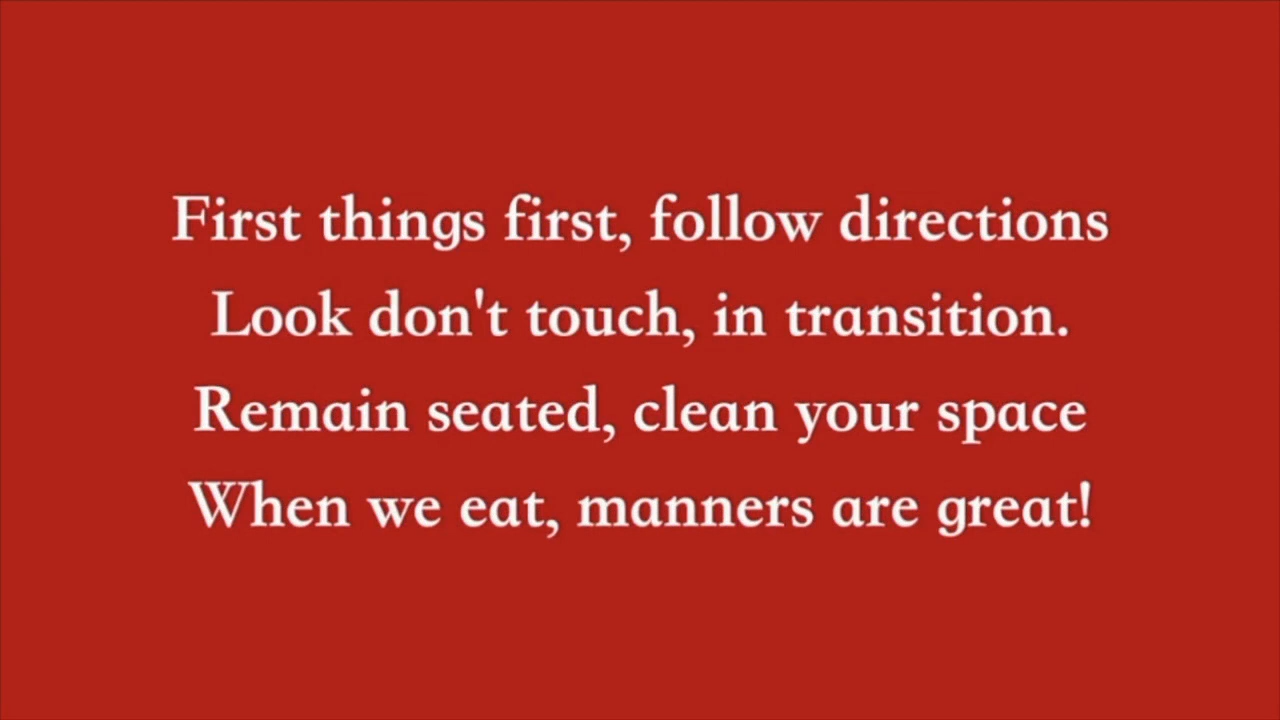 First things first, follow directions
Look don't touch, in transition.
Remain seated, clean your space
When we eat, manners are great!